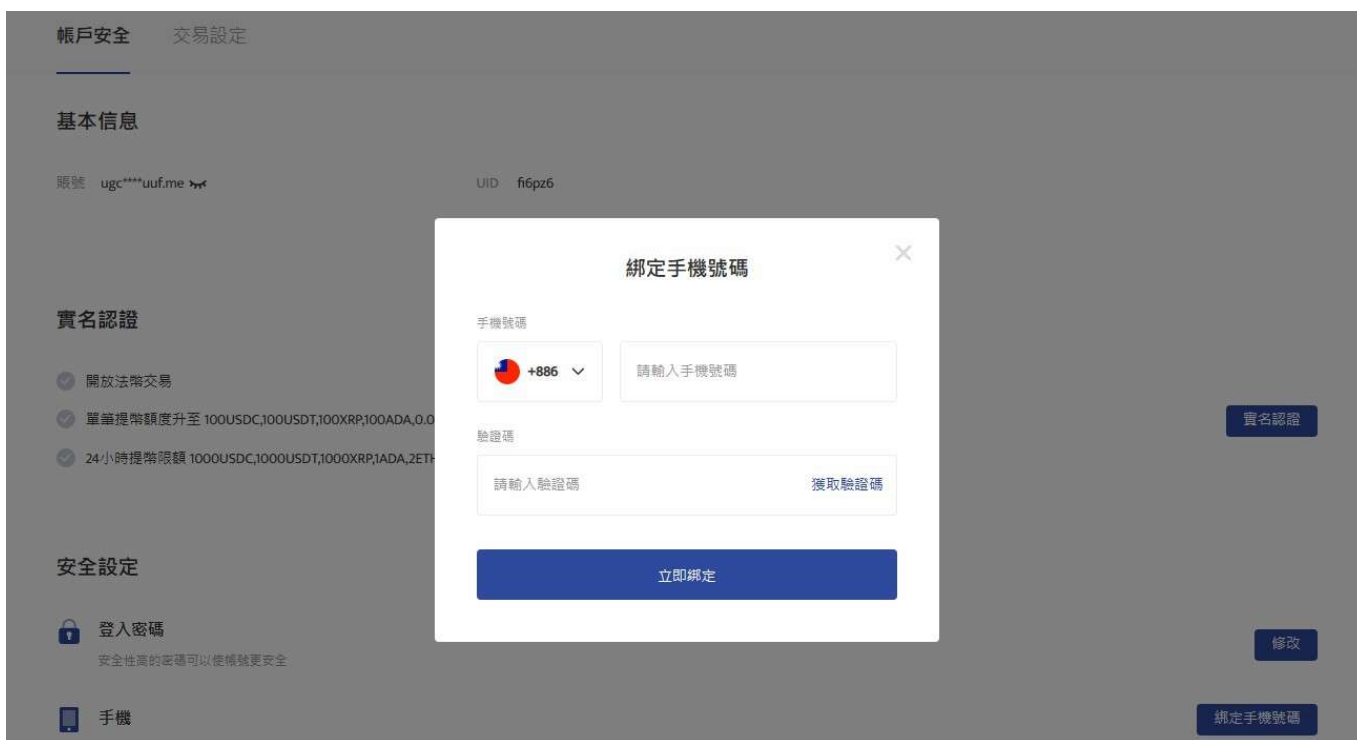 帳戶安全 交易設定
基本信息
賬號 ugc****uuf.me UID fi6pz6
綁定手機號碼
手機號碼
+886 請輸入手機號碼
驗證碼
請輸入驗證碼 獲取驗證碼
立即綁定
實名認證
開放法幣交易
單筆提幣額度升至 100USDC,100USDT,100XRP,100ADA,0.0
24小時提幣限額 1000USDC,1000USDT,1000XRP,1ADA,2ETH
實名認證
安全設定
登入密碼
安全性高的密碼可以使帳號更安全
修改
手機
綁定手機號碼